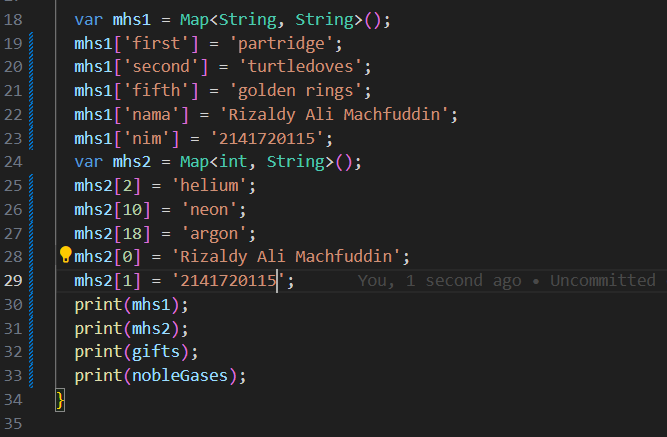 18 var mhs1 = Map<String, String>();
19 mhs1['first'] = 'partridge';
20 mhs1['second'] = 'turtledoves';
21 mhs1['fifth'] = 'golden rings';
22 mhs1['nama'] = 'Rizaldy Ali Machfuddin';
23 mhs1['nim'] = '2141720115';
24 var mhs2 = Map<int, String>();
25 mhs2[2] = 'helium';
26 mhs2[10] = 'neon';
27 mhs2[18] = 'argon';
28 mhs2[0] = 'Rizaldy Ali Machfuddin';
29 mhs2[1] = '2141720115'; You, 1 second ago • Uncommitted
30 print(mhs1);
31 print(mhs2);
32 print(gifts);
33 print(nobleGases);
34 }
35